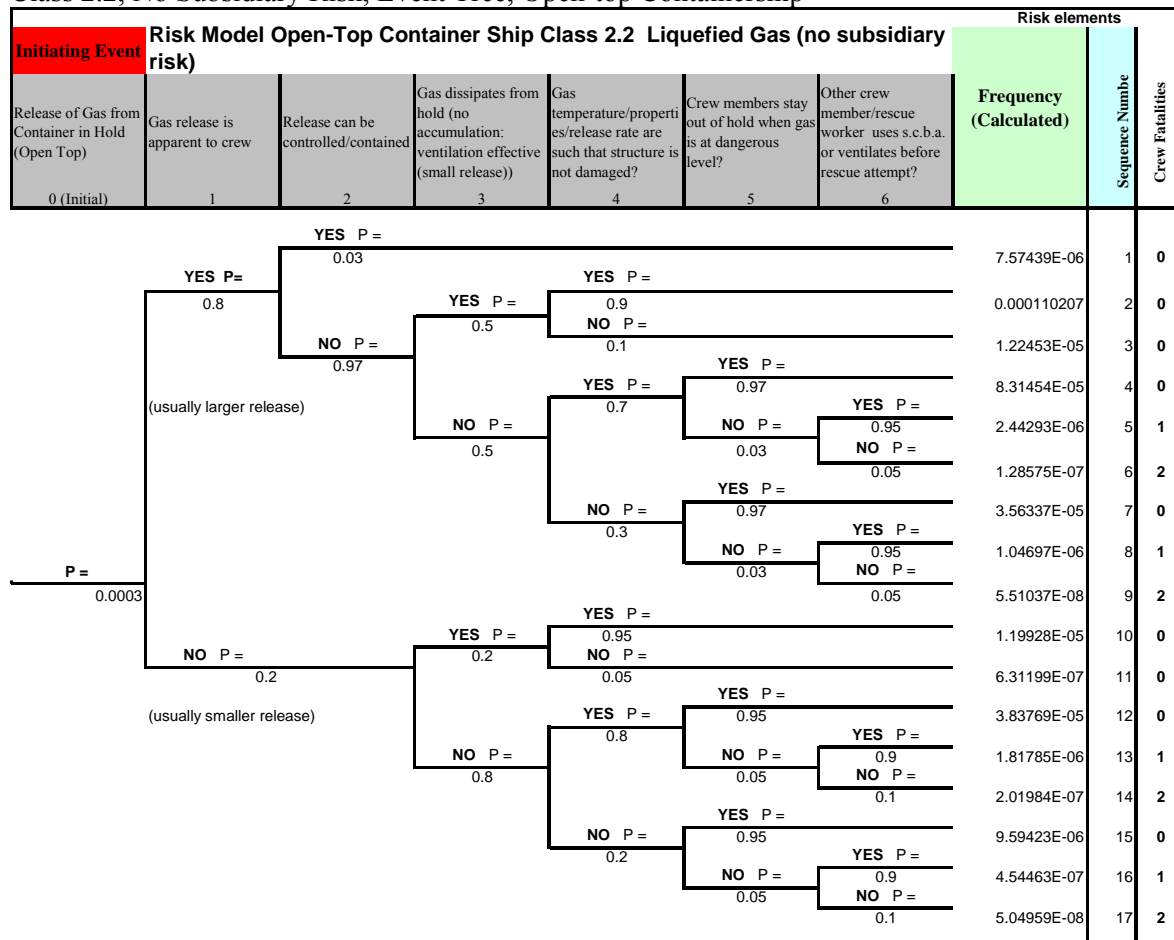 Class 2.2, No Subsidiary Risk, Event Tree, Open-top Containership
Risk elements
Initiating Event
Risk Model Open-Top Container Ship Class 2.2 Liquefied Gas (no subsidiary
risk)
Release of Gas from
Container in Hold
(Open Top)
0 (Initial)
Gas release is
apparent to crew
1
Release can be
controlled/contained
2
Gas dissipates from
hold (no
accumulation:
ventilation effective
(small release))
3
Gas
temperature/properti
es/release rate are
such that structure is
not damaged?
4
Crew members stay
out of hold when gas
is at dangerous
level?
5
Other crew
member/rescue
worker uses s.c.b.a.
or ventilates before
rescue attempt?
6
Frequency
(Calculated)
Sequence Numbe
Crew Fatalities
YES P =
0.03
7.57439E-06 1 0
YES P=
0.8
YES P =
0.5
YES P =
0.9
0.000110207 2 0
NO P =
0.1
1.22453E-05 3 0
NO P =
0.97
YES P =
0.97
8.31454E-05 4 0
YES P =
0.7
(usually larger release)
YES P =
0.95
2.44293E-06 5 1
NO P =
0.5
NO P =
0.03
NO P =
0.05
1.28575E-07 6 2
YES P =
0.97
3.56337E-05 7 0
NO P =
0.3
YES P =
0.95
1.04697E-06 8 1
NO P =
0.03
NO P =
0.05
5.51037E-08 9 2
P =
0.0003
YES P =
0.2
YES P =
0.95
1.19928E-05 10 0
NO P =
0.2
NO P =
0.05
6.31199E-07 11 0
(usually smaller release)
YES P =
0.8
YES P =
0.95
3.83769E-05 12 0
NO P =
0.8
NO P =
0.05
YES P =
0.9
1.81785E-06 13 1
NO P =
0.1
2.01984E-07 14 2
YES P =
0.95
9.59423E-06 15 0
NO P =
0.2
YES P =
0.9
4.54463E-07 16 1
NO P =
0.05
NO P =
0.1
5.04959E-08 17 2